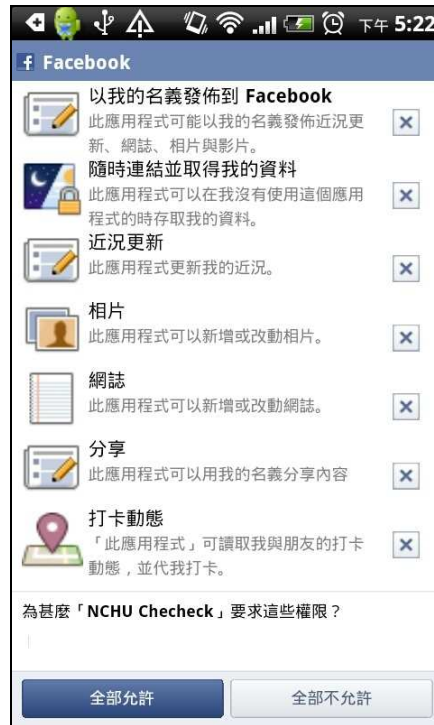 下午 5:22
Facebook
以我的名義發佈到 Facebook
此應用程式可能以我的名義發佈近況更
新、網誌、相片與影片。
隨時連結並取得我的資料
此應用程式可以在我沒有使用這個應用
程式的時存取我的資料。
近況更新
此應用程式更新我的近況。
相片
此應用程式可以新增或改動相片。
網誌
此應用程式可以新增或改動網誌。
分享
此應用程式可以用我的名義分享內容
打卡動態
「此應用程式」可讀取我與朋友的打卡
動態，並代我打卡。
為甚麼「NCHU Checheck」要求這些權限？
全部允許
全部不允許